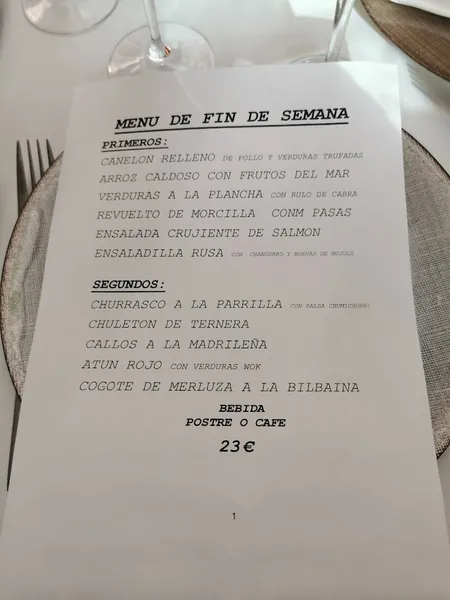 MENU DE FIN DE SEMANA
PRIMEROS:
CANELON RELLENO DE POLLO Y VERDURAS TRUFADAS
ARROZ CALDOSO CON FRUTOS DEL MAR
VERDURAS A LA PLANCHA CON RULO DE CABRA
REVUELTO DE MORCILLA CONM PASAS
ENSALADA CRUJIENTE DE SALMON
ENSALADILLA RUSA CON CHANGURRO Y HUEVAS DE MUJOLS
SEGUNDOS:
CHURRASCO A LA PARRILLA CON SALSA CHUMICHURRI
CHULETON DE TERNERA
CALLOS A LA MADRILEÑA
ATUN ROJO CON VERDURAS WOK
COGOTE DE MERLUZA A LA BILBAINA
BEBIDA
POSTRE O CAFE
23€
1